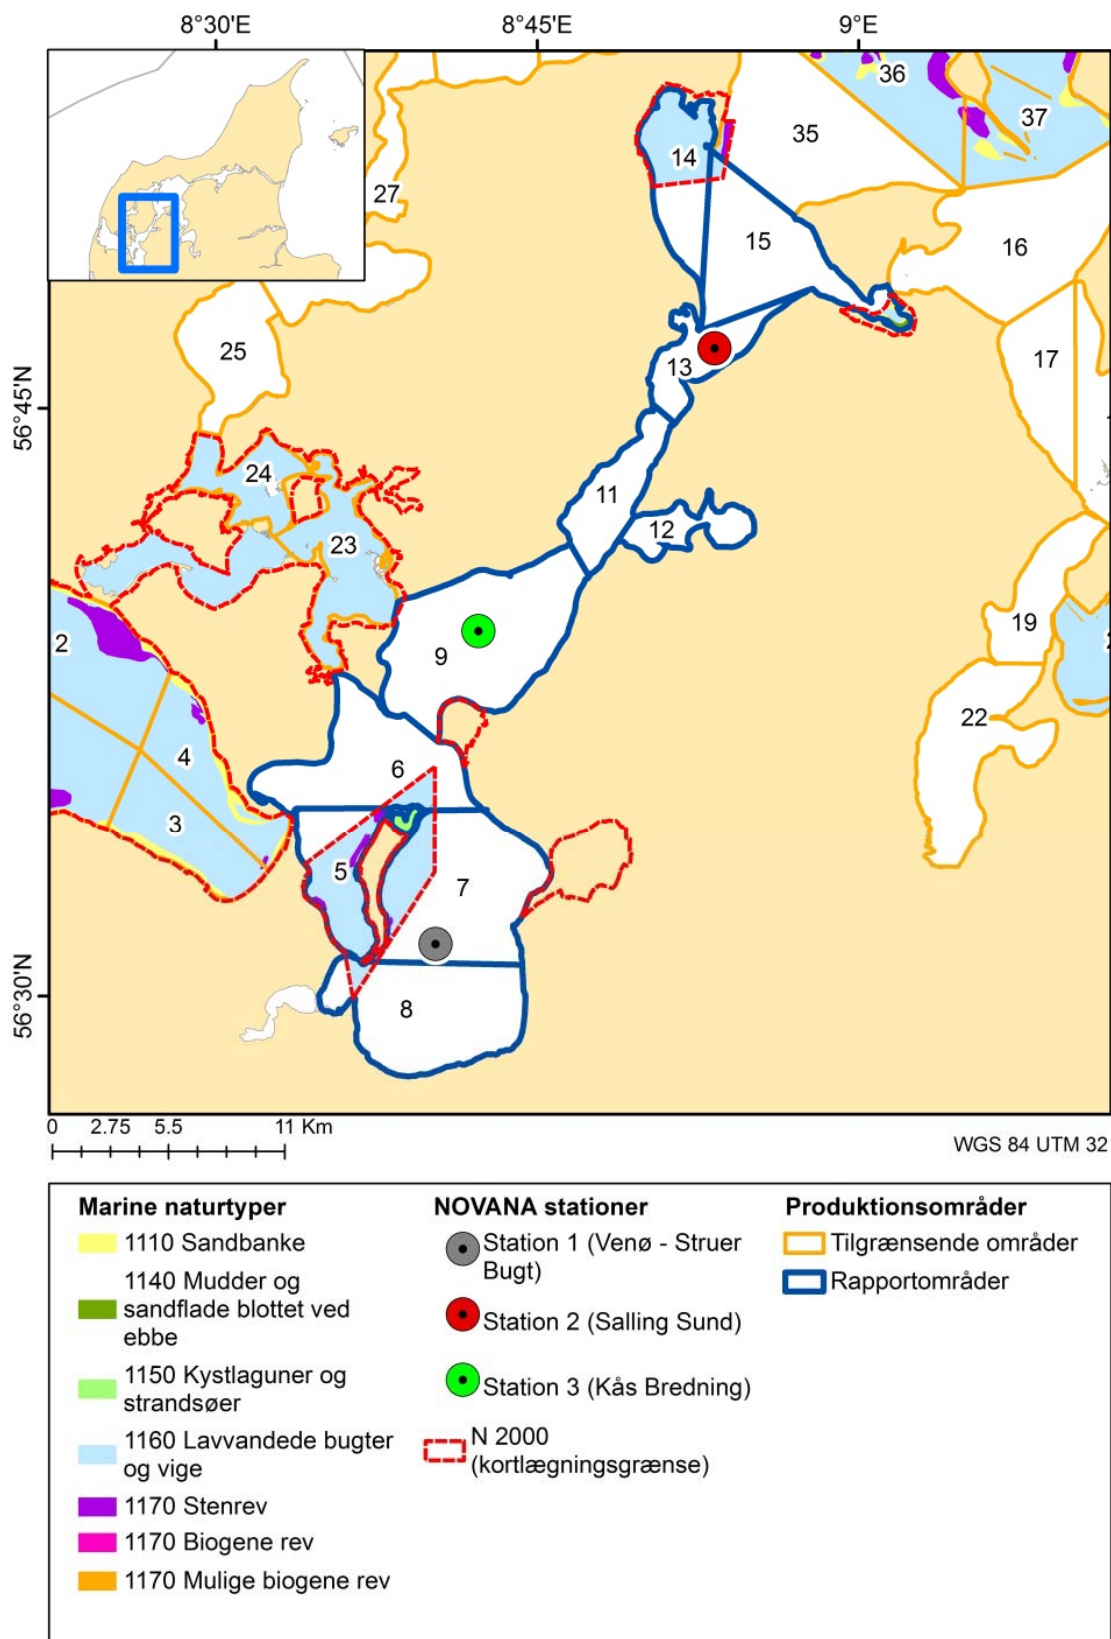 8°30'E 8°45'E 9°E
36
37
35
14
27
15
16
25
13
17
56°45'N
24
11
12
23
2
9
19
22
4
6
3
5
7
8
56°30'N
0 2.75 5.5 11 Km
WGS 84 UTM 32
Marine naturtyper
1110 Sandbanke
1140 Mudder og
sandflade blottet ved
ebbe
1150 Kystlaguner og
strandsøer
1160 Lavvandede bugter
og vige
1170 Stenrev
1170 Biogene rev
1170 Mulige biogene rev
NOVANA stationer
Station 1 (Venø - Struer
Bugt)
Station 2 (Salling Sund)
Station 3 (Kås Bredning)
N 2000
(kortlægningsgrænse)
Produktionsområder
Tilgrænsende områder
Rapportområder